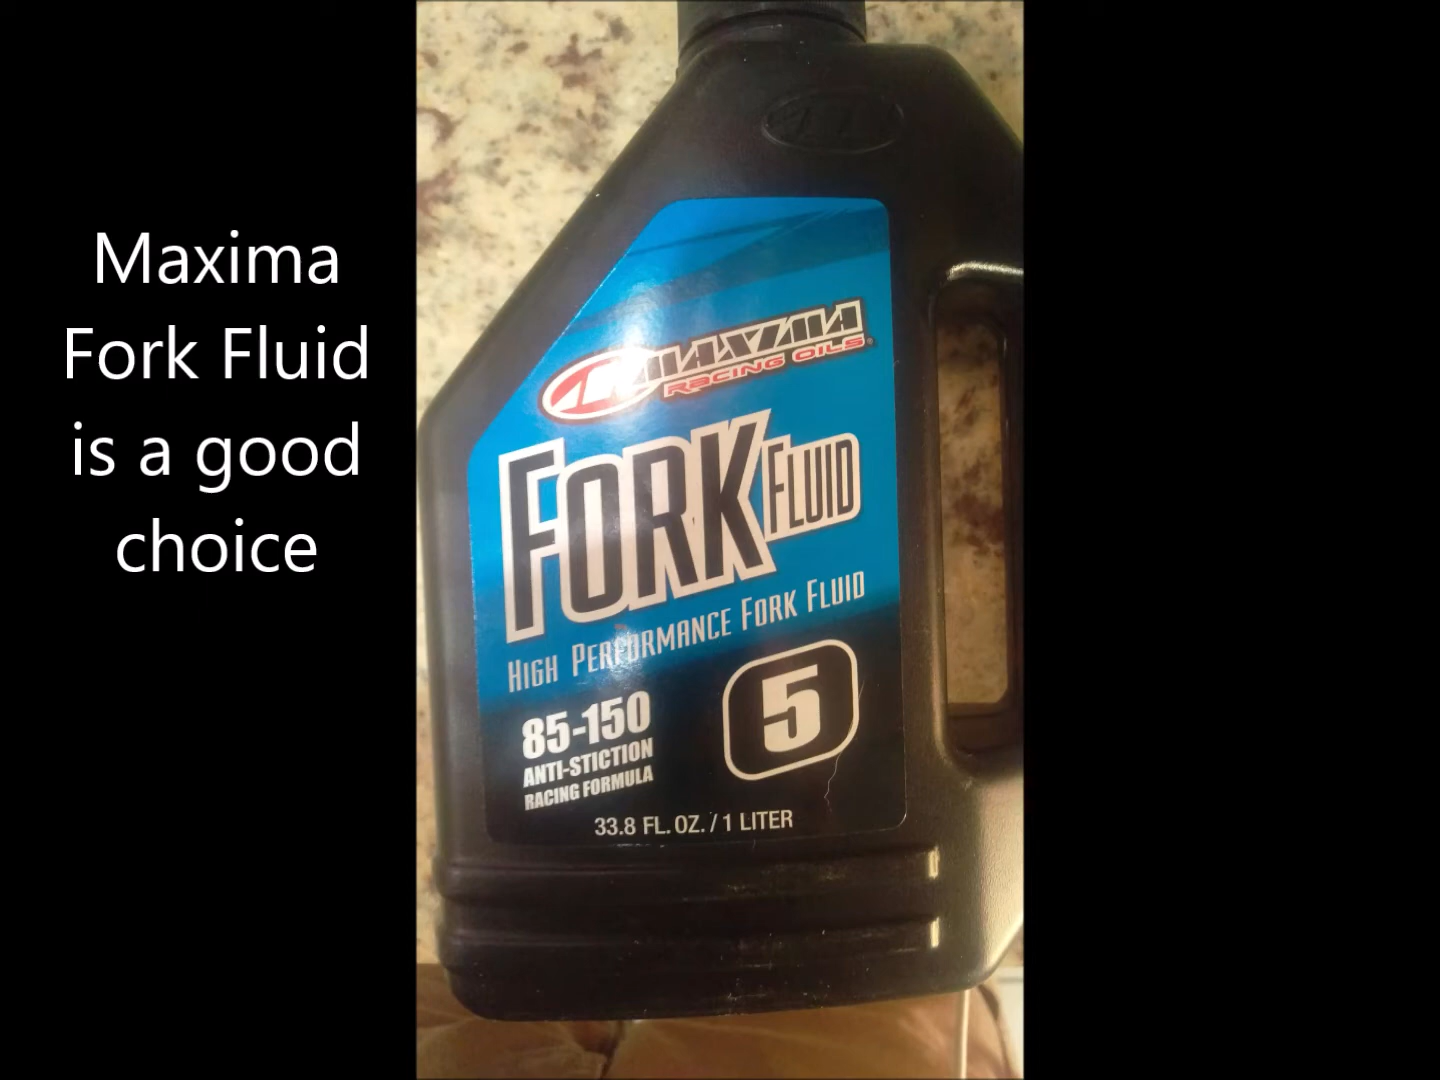 Maxima
Fork Fluid
is a good
choice
MAXIMA
RACING OILS®
FORK FLUID
HIGH PERFORMANCE FORK FLUID
85-150
ANTI-STICTION
RACING FORMULA
5
33.8 FL. OZ. / 1 LITER